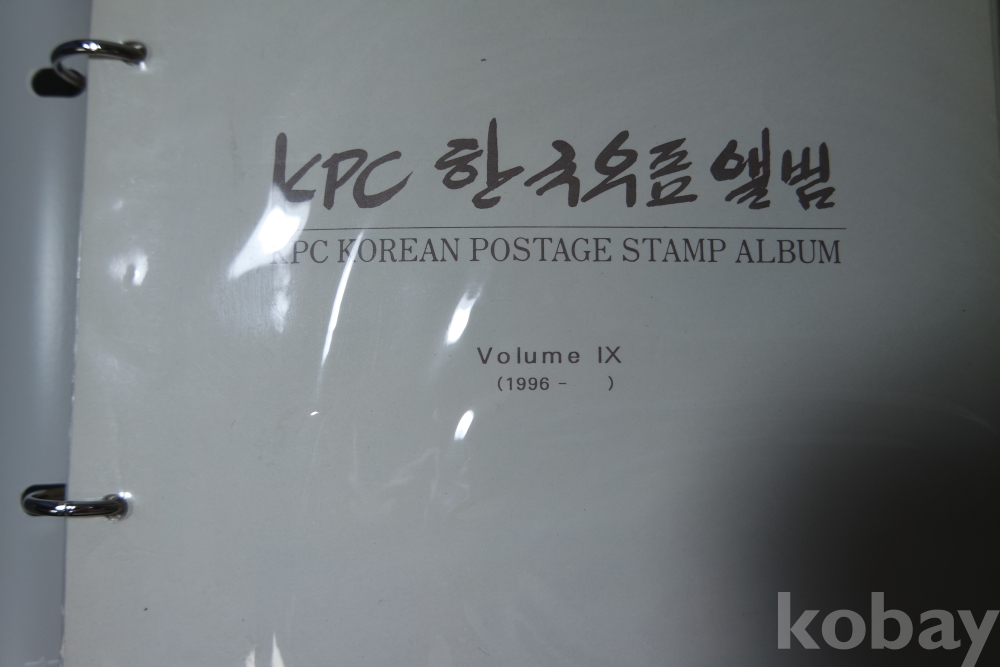 KPC 한국우표앨범
KPC KOREAN POSTAGE STAMP ALBUM
Volume IX
(1996 -     )
kobay